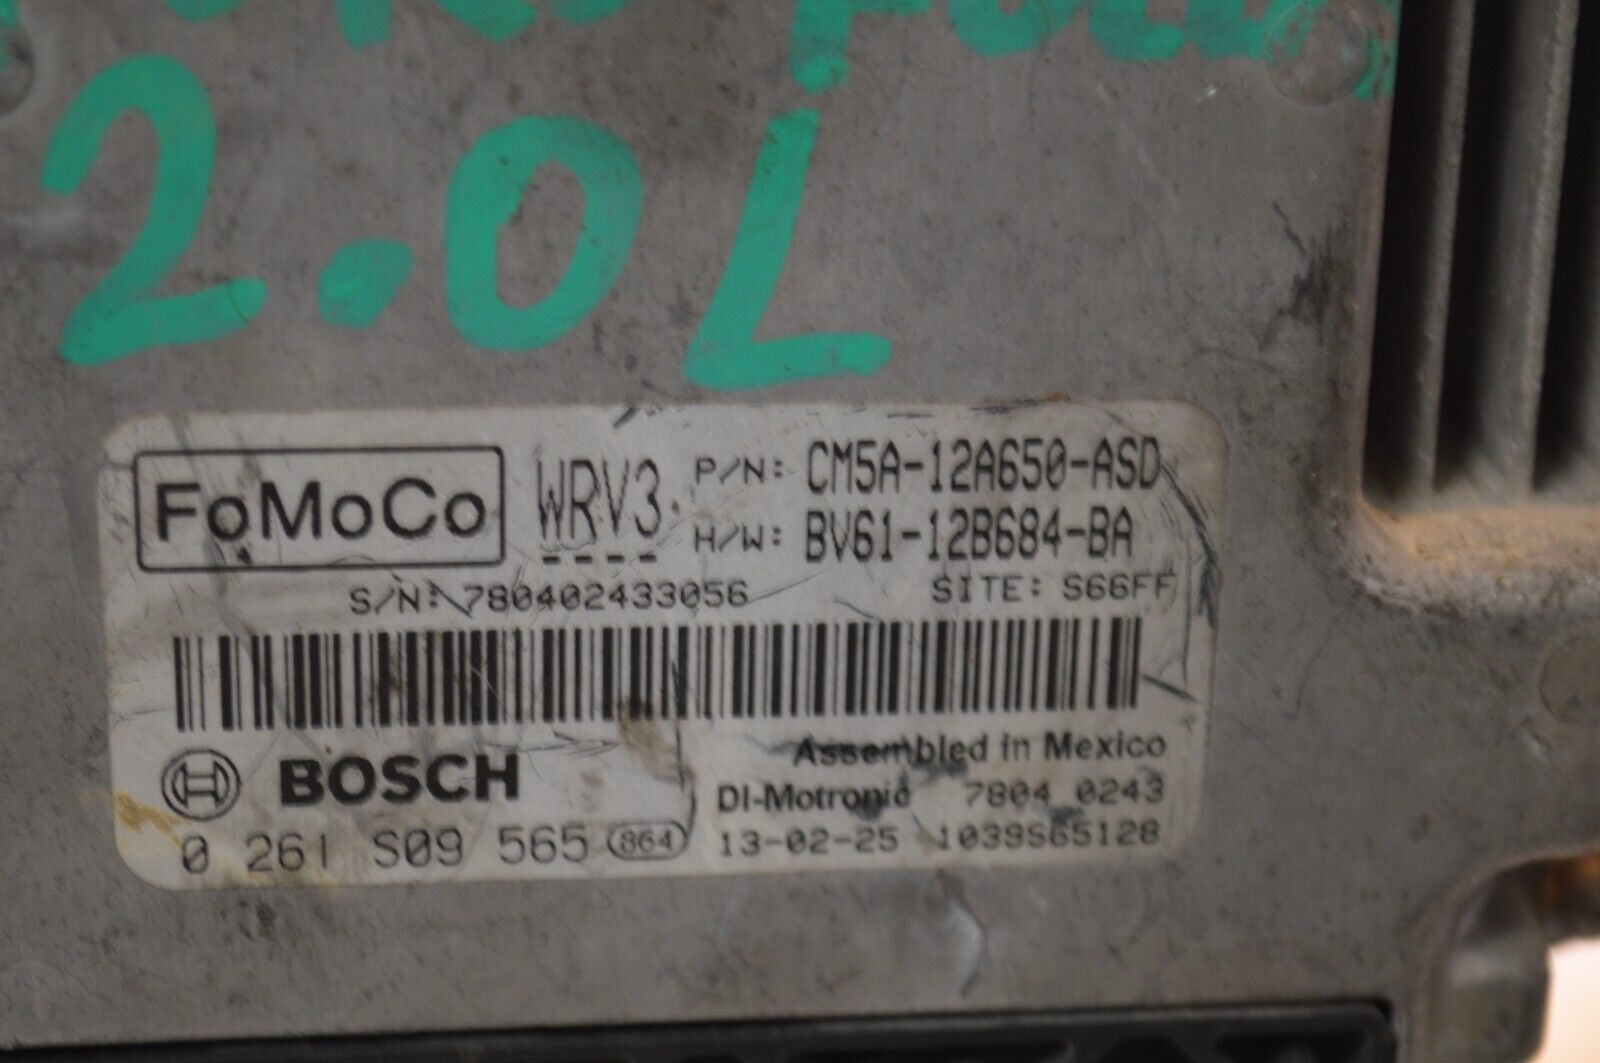 2.0L
FoMoCo WRV3 P/N: CM5A-12A650-ASD
H/W: BV61-12B684-BA
S/N: 780402433056 SITE: S66FF
BOSCH Assembled in Mexico
DI-Motronic 7804 0243
0 261 S09 565 864 13-02-25 1039S65128